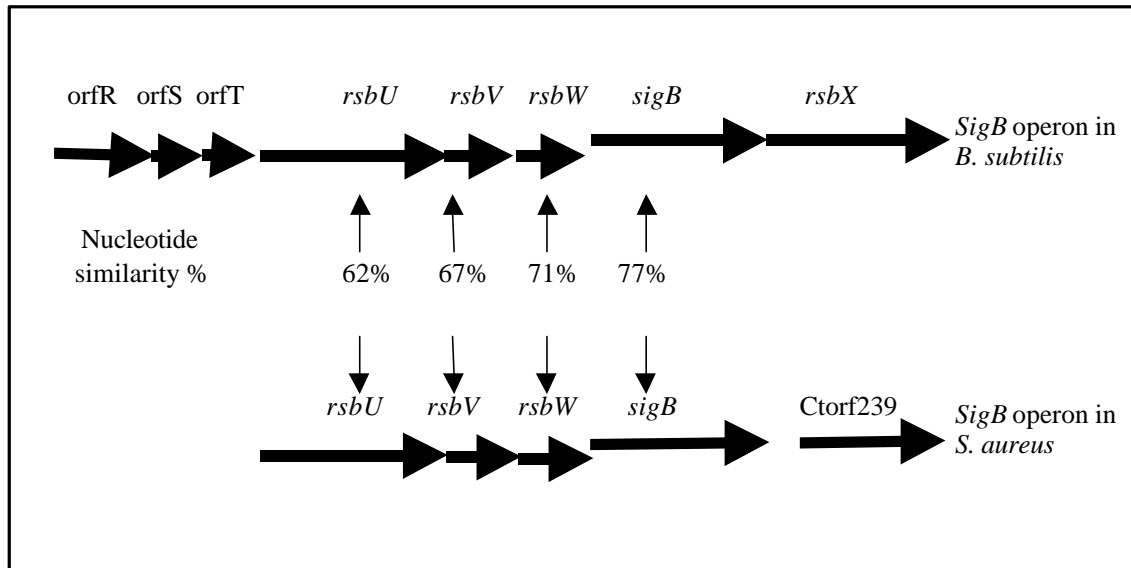 orfR orfS orfT rsbU rsbV rsbW sigB rsbX
SigB operon in
B. subtilis
Nucleotide
similarity %
62% 67% 71% 77%
rsbU rsbV rsbW sigB Ctorf239
SigB operon in
S. aureus